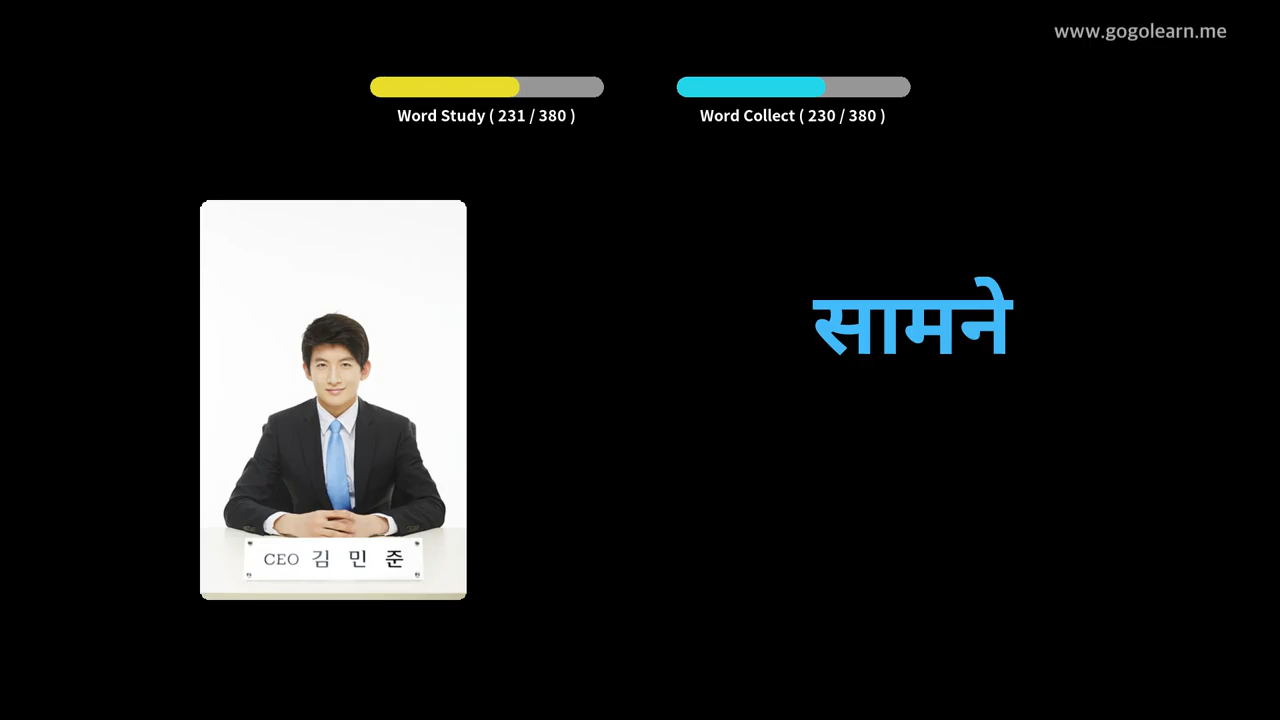 www.gogolearn.me
Word Study ( 231 / 380 )
Word Collect ( 230 / 380 )
सामने
CEO 김 민 준